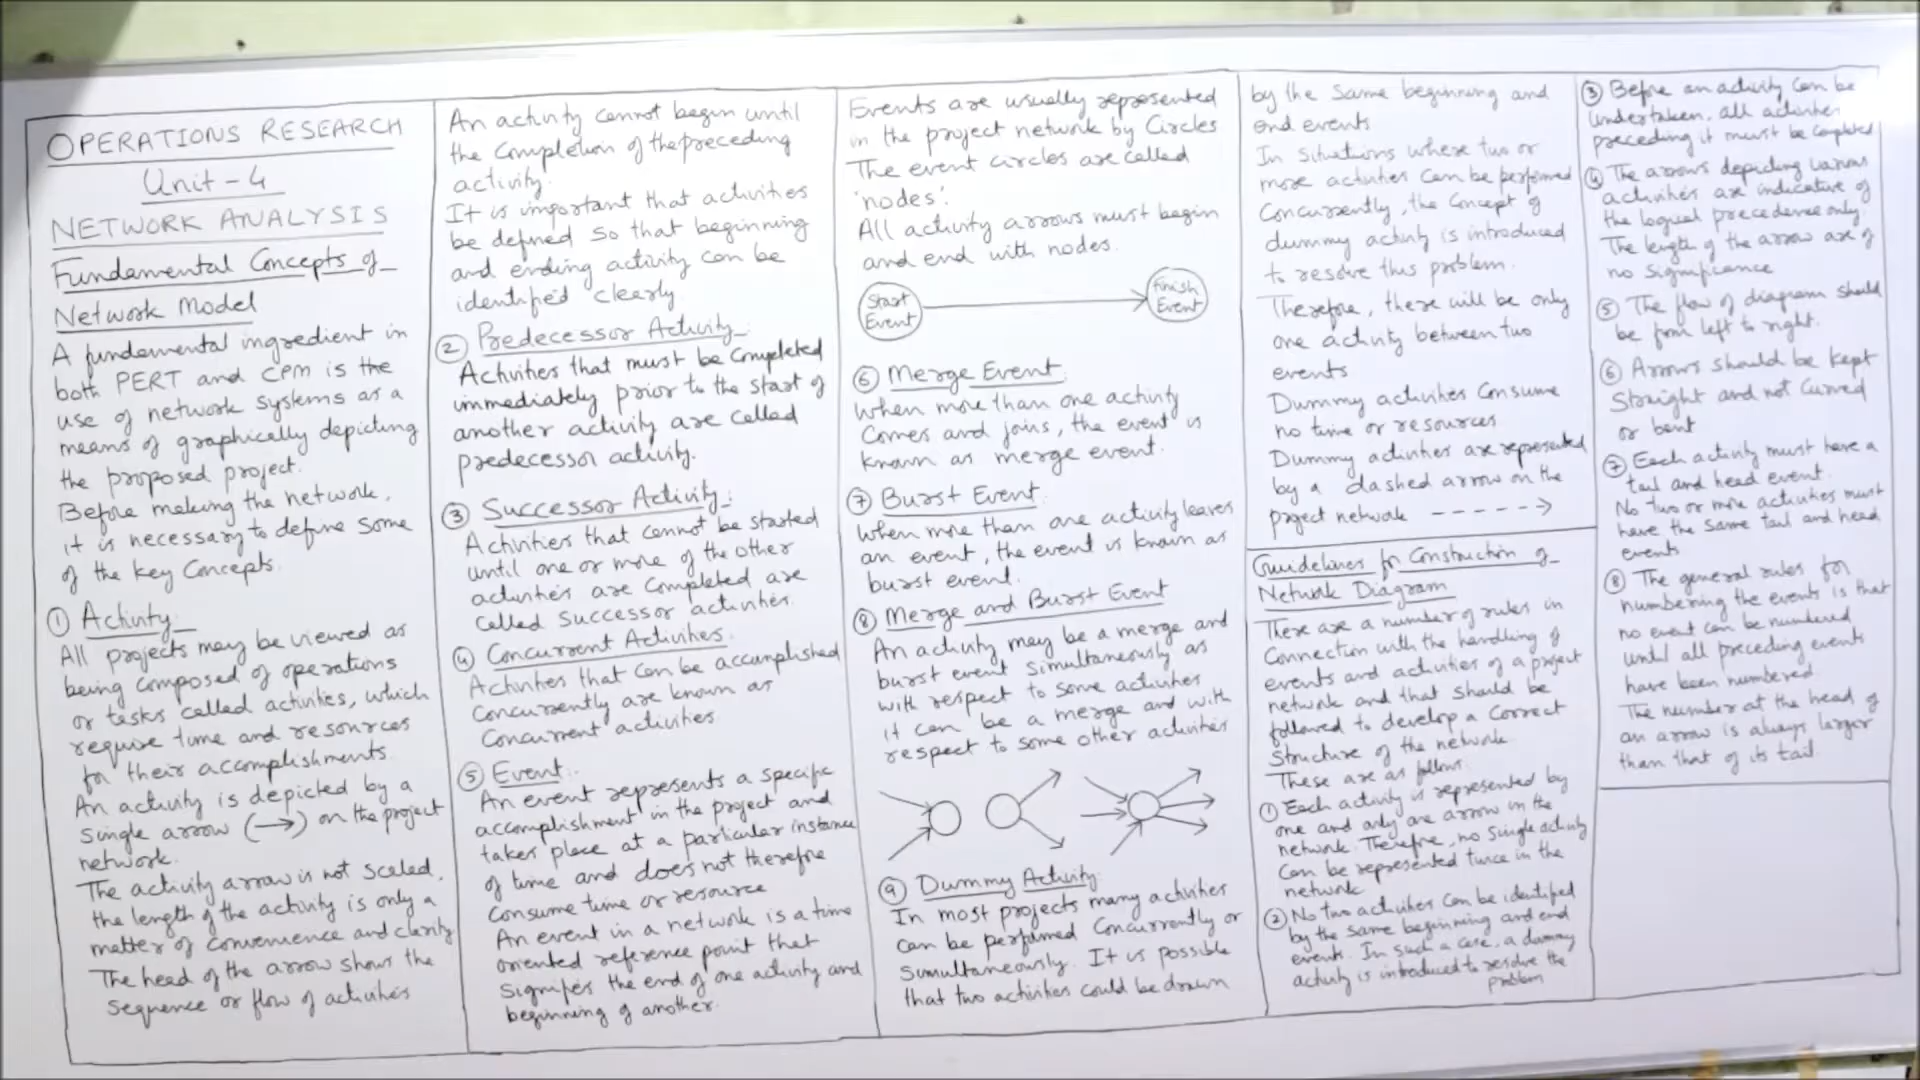 OPERATIONS RESEARCH
Unit-4
NETWORK ANALYSIS
Fundamental Concepts of
Network Model
A fundamental ingredient in
both PERT and CPM is the
use of network systems as a
means of graphically depicting
the proposed project.
Before making the network,
it is necessary to define some
of the key Concepts.
① Activity
All projects may be viewed as
being composed of operations
or tasks called activities, which
require time and resources
for their accomplishments.
An activity is depicted by a
single arrow (→) on the project
network.
The activity arrow is not scaled,
the length of the activity is only a
matter of convenience and clarity
The head of the arrow shows the
sequence or flow of activities
An activity cannot begin until
the completion of the preceding
activity.
It is important that activities
be defined so that beginning
and ending activity can be
identified clearly
② Predecessor Activity:
Activities that must be completed
immediately prior to the start of
another activity are called
predecessor activity.
③ Successor Activity:
Activities that cannot be started
until one or more of the other
activities are completed are
called Successor activities.
④ Concurrent Activities.
Activities that can be accomplished
Concurrently are known as
Concurrent activities
⑤ Event:
An event represents a specific
accomplishment in the project and
takes place at a particular instance
of time and does not therefore
Consume time or resource
An event in a network is a time
oriented reference point that
signifies the end of one activity and
beginning of another.
Events are usually represented
in the project network by Circles
The event circles are called
'nodes'.
All activity arrows must begin
and end with nodes.
Start Event
Finish Event
⑥ Merge Event
When more than one activity
Comes and joins, the event is
known as merge event.
⑦ Burst Event
When more than one activity leaves
an event, the event is known as
burst event.
⑧ Merge and Burst Event
An activity may be a merge and
burst event simultaneously as
with respect to some activities
it can be a merge and with
respect to some other activities
⑨ Dummy Activity
In most projects many activities
can be performed Concurrently or
Simultaneously. It is possible
that two activities could be drawn
by the same beginning and
end events
In situations where two or
more activities can be performed
Concurrently, the Concept of
dummy activity is introduced
to resolve this problem.
Therefore, there will be only
one activity between two
events
Dummy activities Consume
no time or resources
Dummy activities are represented
by a dashed arrow on the
project network ----->
Guidelines for Construction of
Network Diagram
There are a number of rules in
Connection with the handling of
events and activities of a project
network and that should be
followed to develop a Correct
Structure of the network.
These are as follows
① Each activity is represented by
one and only one arrow in the
network. Therefore, no single activity
Can be represented twice in the
network
② No two activities Can be identified
by the same beginning and end
events. In such a case, a dummy
activity is introduced to resolve the
problem
③ Before an activity can be
undertaken, all activities
preceding it must be completed
④ The arrows depicting various
activities are indicative of
the logical precedence only.
The length of the arrow are of
no significance
⑤ The flow of diagram should
be from left to right.
⑥ Arrows should be kept
Straight and not curved
or bent
⑦ Each activity must have a
tail and head event.
No two or more activities must
have the same tail and head
events
⑧ The general rules for
numbering the events is that
no event can be numbered
until all preceding events
have been numbered
The number at the head of
an arrow is always larger
than that of its tail